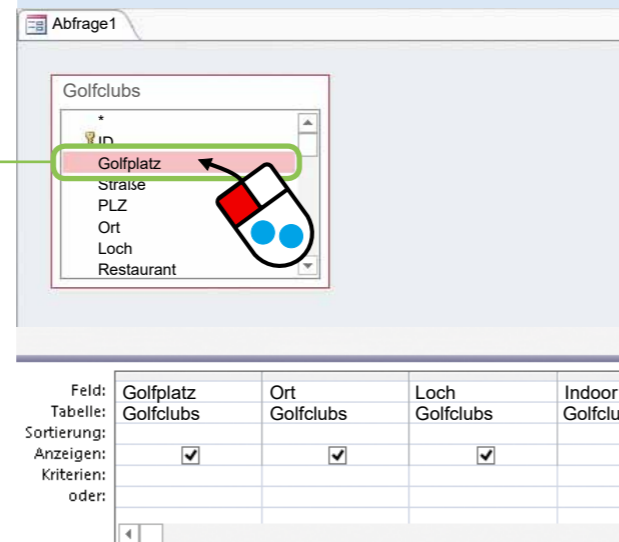 Abfrage1
Golfclubs
*
ID
Golfplatz
Straße
PLZ
Ort
Loch
Restaurant
Feld: Golfplatz Ort Loch Indoor
Tabelle: Golfclubs Golfclubs Golfclubs Golfclu
Sortierung:
Anzeigen:
Kriterien:
oder: